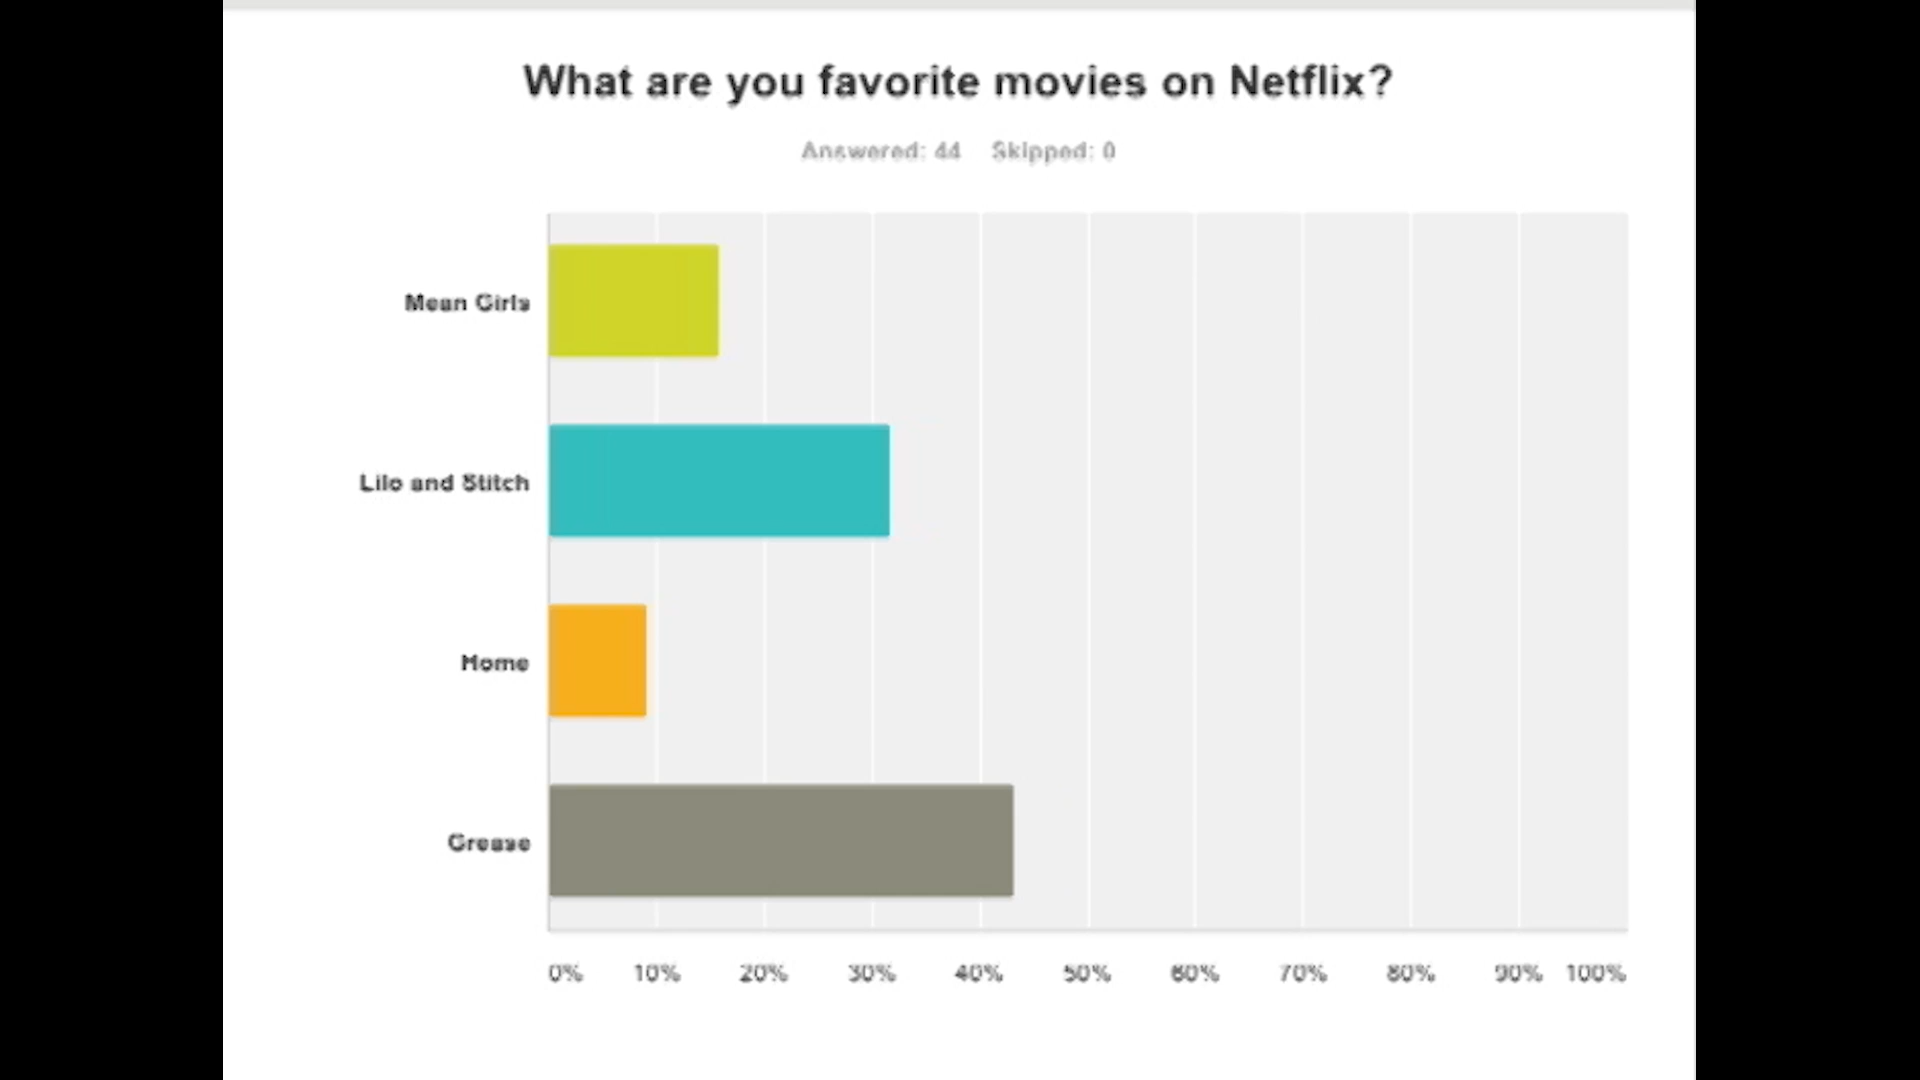 What are you favorite movies on Netflix?
Answered: 44 Skipped: 0
Mean Girls
Lilo and Stitch
Home
Grease
0% 10% 20% 30% 40% 50% 60% 70% 80% 90% 100%